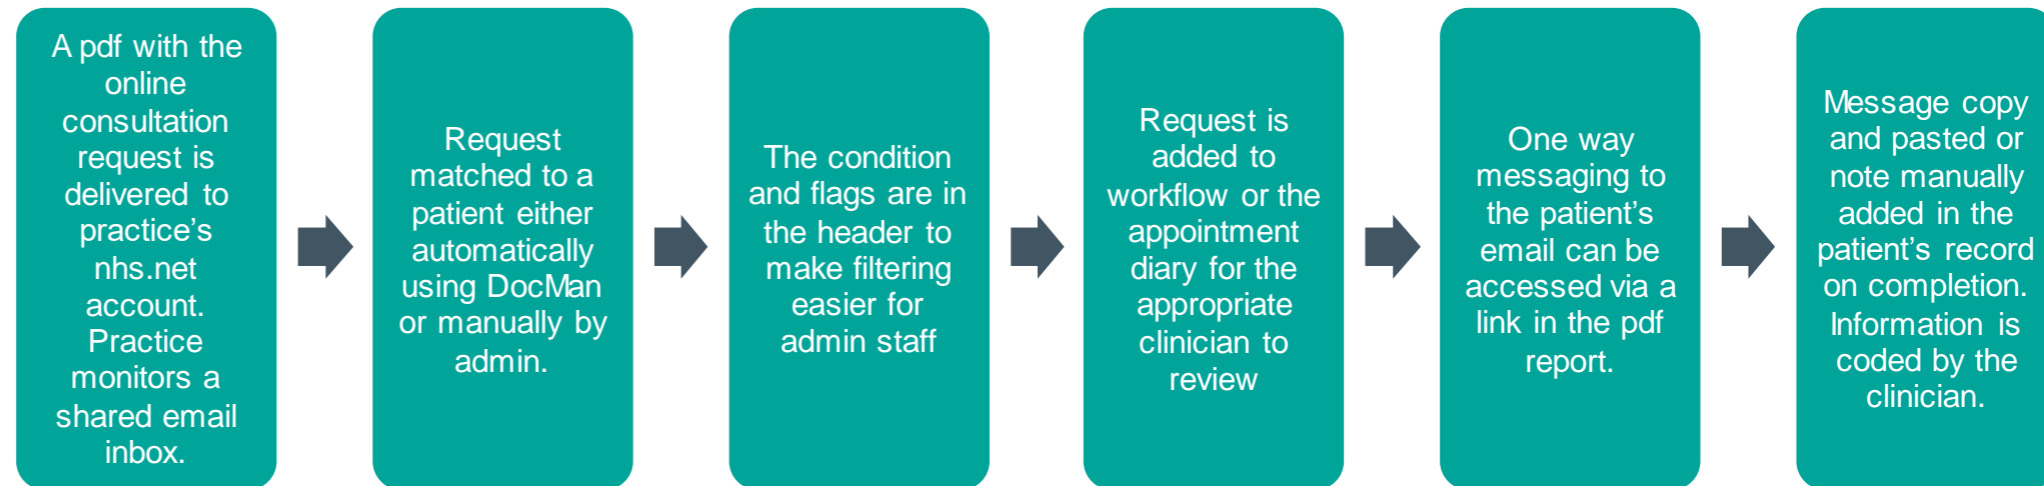 A pdf with the
online
consultation
request is
delivered to
practice's
nhs.net
account.
Practice
monitors a
shared email
inbox.
Request
matched to a
patient either
automatically
using DocMan
or manually by
admin.
The condition
and flags are in
the header to
make filtering
easier for
admin staff
Request is
added to
workflow or the
appointment
diary for the
appropriate
clinician to
review
One way
messaging to
the patient's
email can be
accessed via a
link in the pdf
report.
Message copy
and pasted or
note manually
added in the
patient's record
on completion.
Information is
coded by the
clinician.